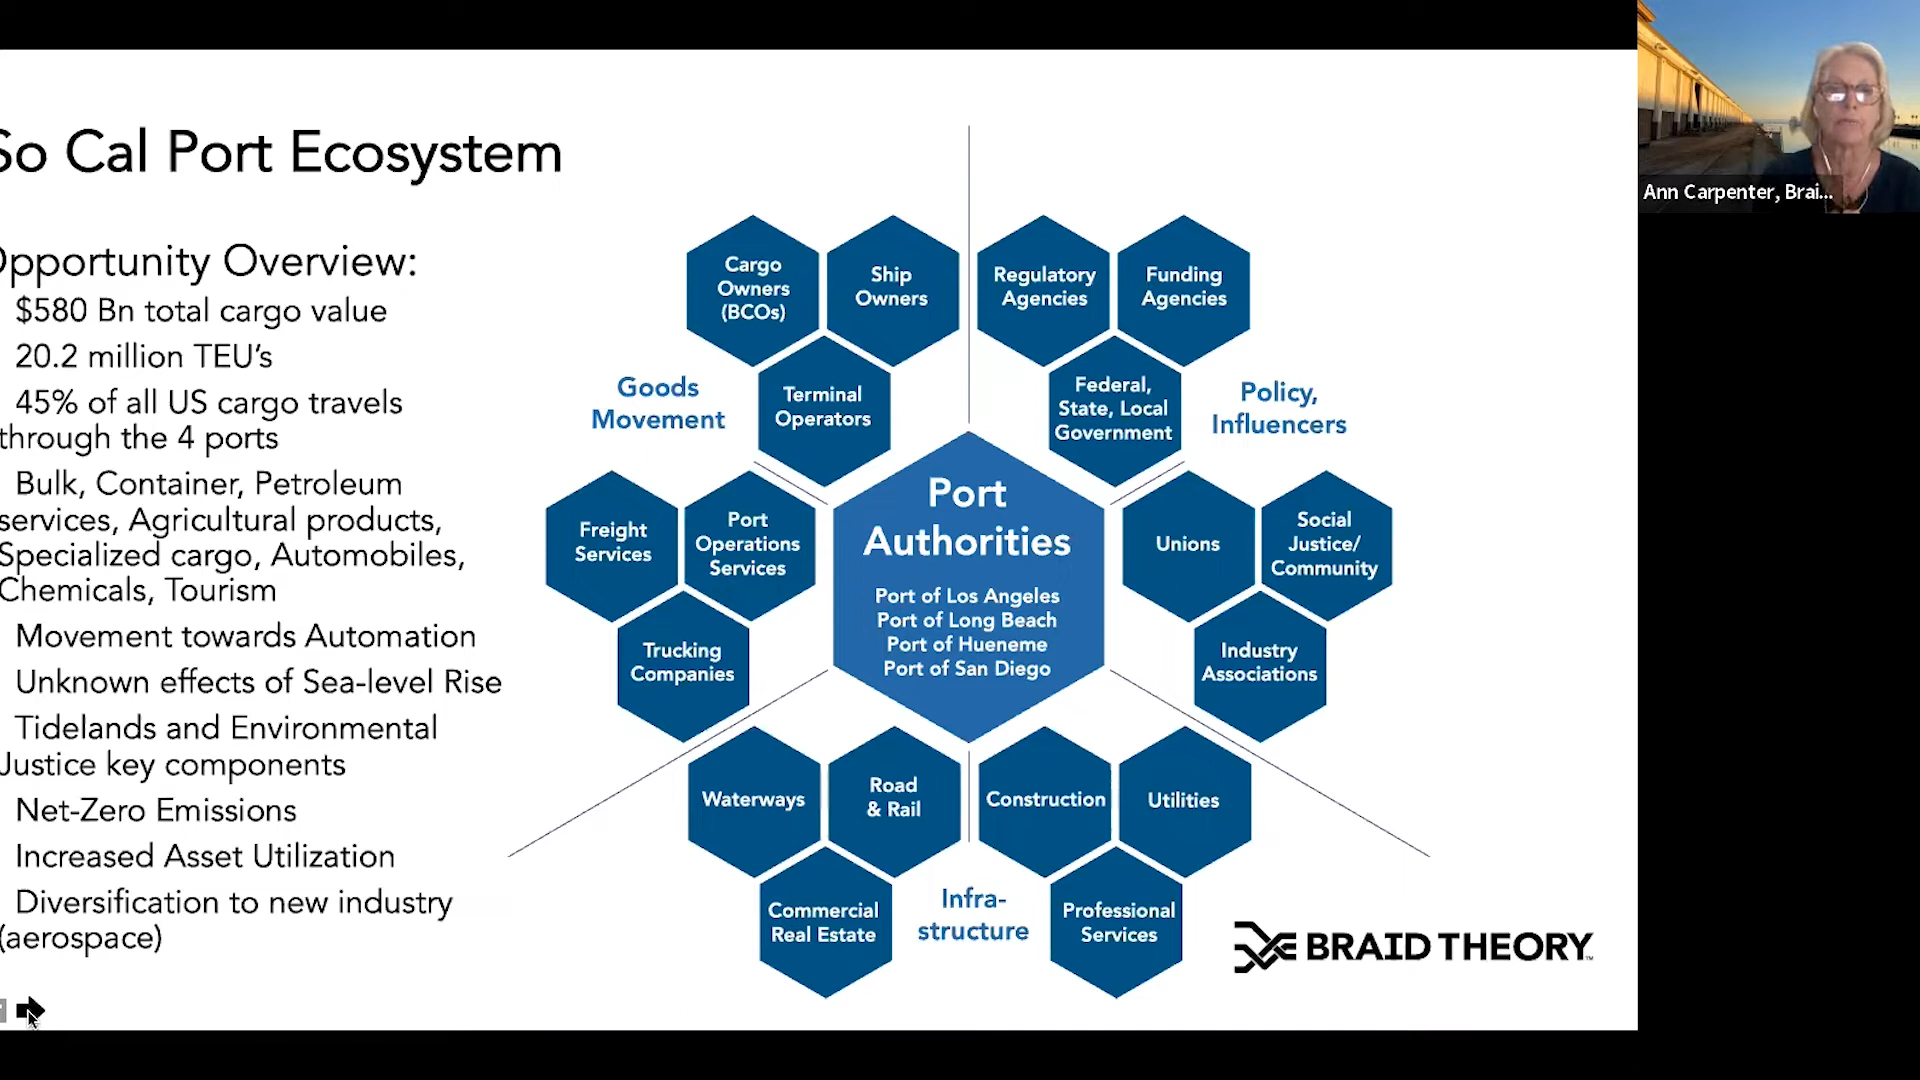 So Cal Port Ecosystem
Opportunity Overview:
$580 Bn total cargo value
20.2 million TEU’s
45% of all US cargo travels
through the 4 ports
Bulk, Container, Petroleum
services, Agricultural products,
Specialized cargo, Automobiles,
Chemicals, Tourism
Movement towards Automation
Unknown effects of Sea-level Rise
Tidelands and Environmental
Justice key components
Net-Zero Emissions
Increased Asset Utilization
Diversification to new industry
(aerospace)
Cargo
Owners
(BCOs)
Ship
Owners
Terminal
Operators
Goods
Movement
Regulatory
Agencies
Funding
Agencies
Federal,
State, Local
Government
Policy,
Influencers
Freight
Services
Port
Operations
Services
Trucking
Companies
Port
Authorities
Port of Los Angeles
Port of Long Beach
Port of Hueneme
Port of San Diego
Unions
Social
Justice/
Community
Industry
Associations
Waterways
Road
& Rail
Commercial
Real Estate
Infra-
structure
Construction
Utilities
Professional
Services
BRAID THEORY™
Ann Carpenter, Brai...